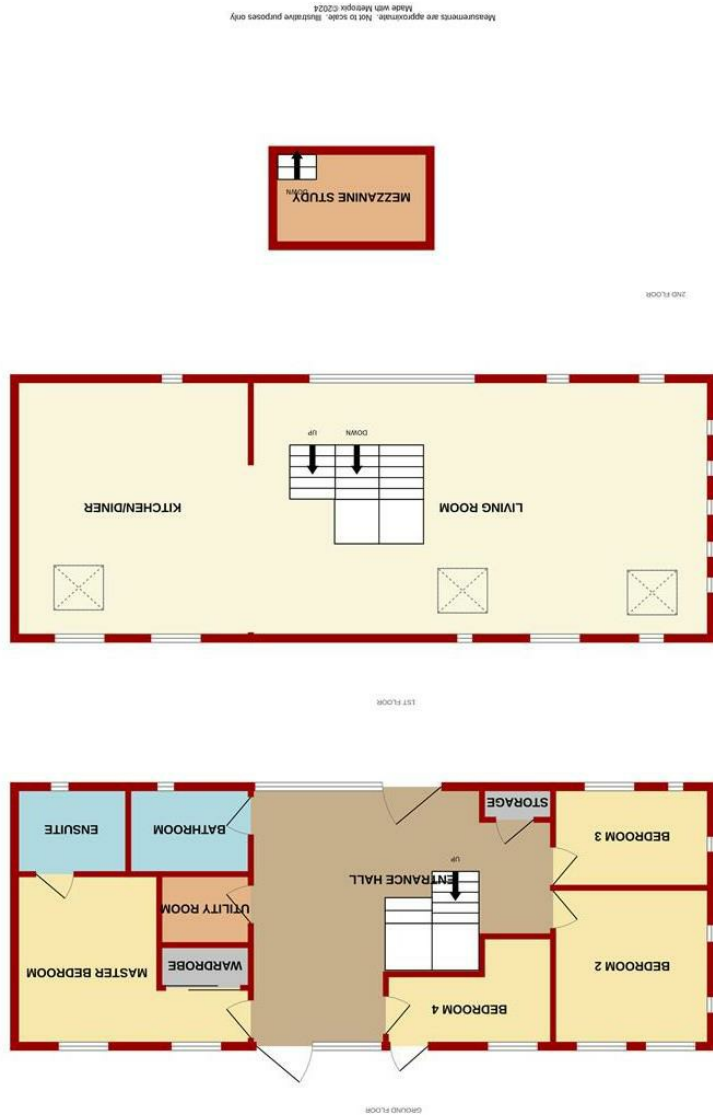 GROUND FLOOR
BEDROOM 2
BEDROOM 4
MASTER BEDROOM
WARDROBE
UTILITY ROOM
ENTRANCE HALL
UP
BEDROOM 3
STORAGE
BATHROOM
ENSUITE
1ST FLOOR
LIVING ROOM
KITCHEN/DINER
DOWN
UP
2ND FLOOR
MEZZANINE STUDY
DOWN
Measurements are approximate. Not to scale. Illustrative purposes only
Made with Metropix ©2024